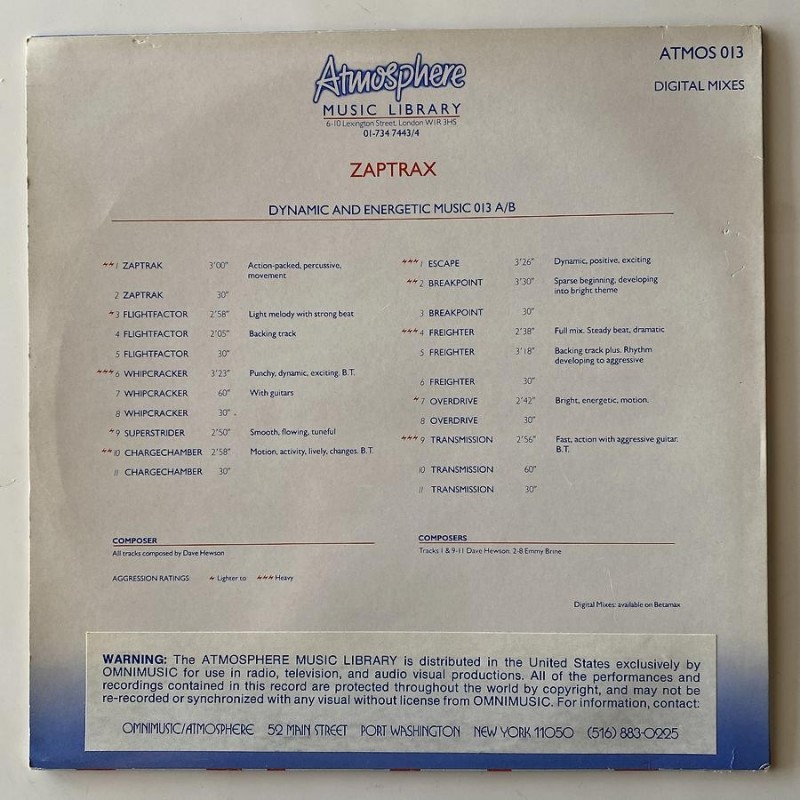 Atmosphere
MUSIC LIBRARY
6-10 Lexington Street, London W1R 3HS
01-734 7443/4
ATMOS 013
DIGITAL MIXES
ZAPTRAX
DYNAMIC AND ENERGETIC MUSIC 013 A/B
1 ZAPTRAK 3'00" Action-packed, percussive,
movement
2 ZAPTRAK 30"
3 FLIGHTFACTOR 2'58" Light melody with strong beat
4 FLIGHTFACTOR 2'05" Backing track
5 FLIGHTFACTOR 30"
6 WHIPCRACKER 3'23" Punchy, dynamic, exciting. B.T.
7 WHIPCRACKER 60" With guitars
8 WHIPCRACKER 30"
9 SUPERSTRIDER 2'50" Smooth, flowing, tuneful
10 CHARGECHAMBER 2'58" Motion, activity, lively, changes. B.T.
11 CHARGECHAMBER 30"
COMPOSER
All tracks composed by Dave Hewson
AGGRESSION RATINGS: Lighter to Heavy
1 ESCAPE 3'26" Dynamic, positive, exciting
2 BREAKPOINT 3'30" Sparse beginning, developing
into bright theme
3 BREAKPOINT 30"
4 FREIGHTER 2'38" Full mix. Steady beat, dramatic
5 FREIGHTER 3'18" Backing track plus. Rhythm
developing to aggressive
6 FREIGHTER 30"
7 OVERDRIVE 2'42" Bright, energetic, motion.
8 OVERDRIVE 30"
9 TRANSMISSION 2'56" Fast, action with aggressive guitar.
B.T.
10 TRANSMISSION 60"
11 TRANSMISSION 30"
COMPOSERS
Tracks 1 & 9-11 Dave Hewson. 2-8 Emmy Brine
Digital Mixes: available on Betamax
WARNING: The ATMOSPHERE MUSIC LIBRARY is distributed in the United States exclusively by
OMNIMUSIC for use in radio, television, and audio visual productions. All of the performances and
recordings contained in this record are protected throughout the world by copyright, and may not be
re-recorded or synchronized with any visual without license from OMNIMUSIC. For information, contact:
OMNIMUSIC/ATMOSPHERE 52 MAIN STREET PORT WASHINGTON NEW YORK 11050 (516) 883-0225